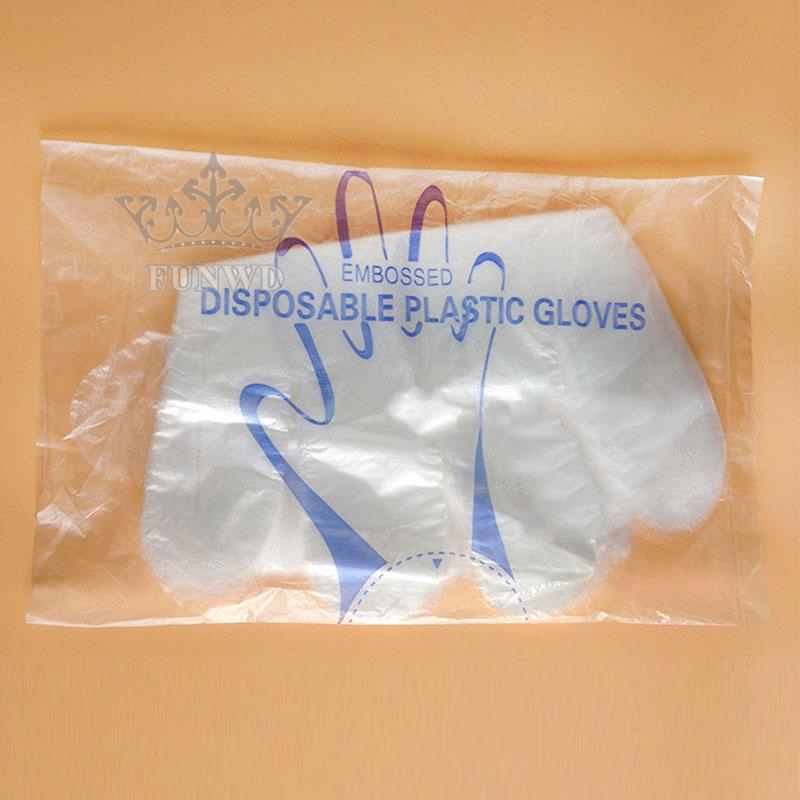 FUNWD
EMBOSSED
DISPOSABLE PLASTIC GLOVES